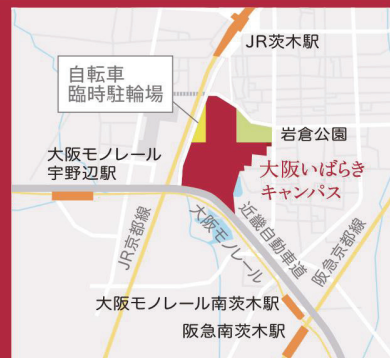 JR茨木駅
自転車
臨時駐輪場
岩倉公園
大阪モノレール
宇野辺駅
大阪いばらき
キャンパス
JR京都線
大阪モノレール
近畿自動車道
阪急京都線
大阪モノレール南茨木駅
阪急南茨木駅